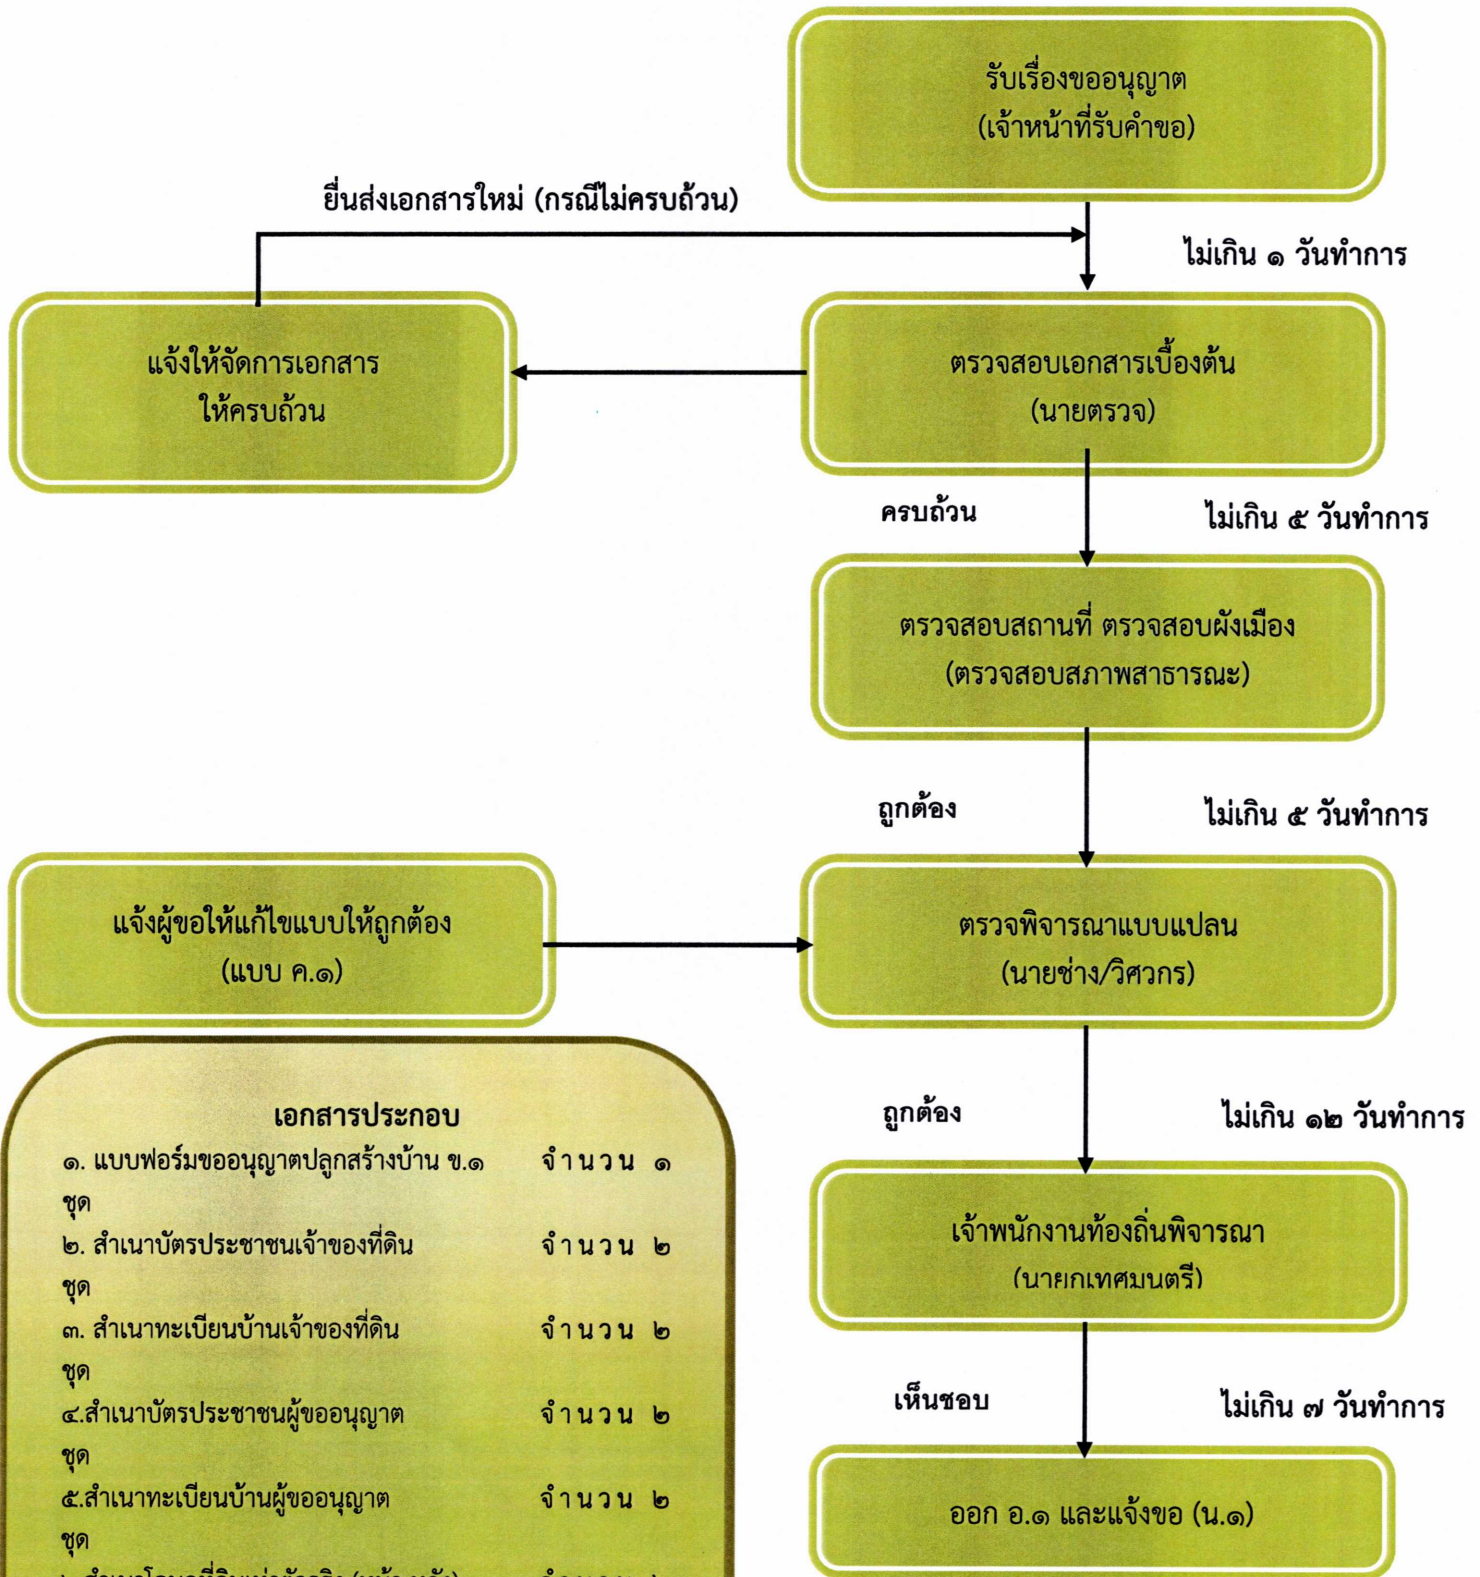 รับเรื่องขออนุญาต
(เจ้าหน้าที่รับคำขอ)
ยื่นส่งเอกสารใหม่ (กรณีไม่ครบถ้วน)
ไม่เกิน ๑ วันทำการ
แจ้งให้จัดการเอกสาร
ให้ครบถ้วน
ตรวจสอบเอกสารเบื้องต้น
(นายตรวจ)
ครบถ้วน
ไม่เกิน ๕ วันทำการ
ตรวจสอบสถานที่ ตรวจสอบผังเมือง
(ตรวจสอบสภาพสาธารณะ)
ถูกต้อง
ไม่เกิน ๕ วันทำการ
แจ้งผู้ขอให้แก้ไขแบบให้ถูกต้อง
(แบบ ค.๑)
ตรวจพิจารณาแบบแปลน
(นายช่าง/วิศวกร)
ถูกต้อง
ไม่เกิน ๑๒ วันทำการ
เจ้าพนักงานท้องถิ่นพิจารณา
(นายกเทศมนตรี)
เห็นชอบ
ไม่เกิน ๗ วันทำการ
ออก อ.๑ และแจ้งขอ (น.๑)
เอกสารประกอบ
๑. แบบฟอร์มขออนุญาตปลูกสร้างบ้าน ข.๑ จำนวน ๑
ชุด
๒. สำเนาบัตรประชาชนเจ้าของที่ดิน จำนวน ๒
ชุด
๓. สำเนาทะเบียนบ้านเจ้าของที่ดิน จำนวน ๒
ชุด
๔.สำเนาบัตรประชาชนผู้ขออนุญาต จำนวน ๒
ชุด
๕.สำเนาทะเบียนบ้านผู้ขออนุญาต จำนวน ๒
ชุด